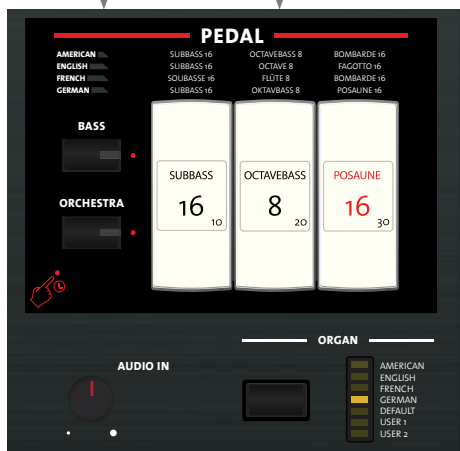 PEDAL
AMERICAN SUBBASS 16 OCTAVEBASS 8 BOMBARDE 16
ENGLISH SUBBASS 16 OCTAVE 8 FAGOTTO 16
FRENCH SOUBASSE 16 FLÛTE 8 BOMBARDE 16
GERMAN SUBBASS 16 OKTAVBASS 8 POSAUNE 16
BASS
ORCHESTRA
SUBBASS
16
10
OCTAVEBASS
8
20
POSAUNE
16
30
ORGAN
AUDIO IN
AMERICAN
ENGLISH
FRENCH
GERMAN
DEFAULT
USER 1
USER 2